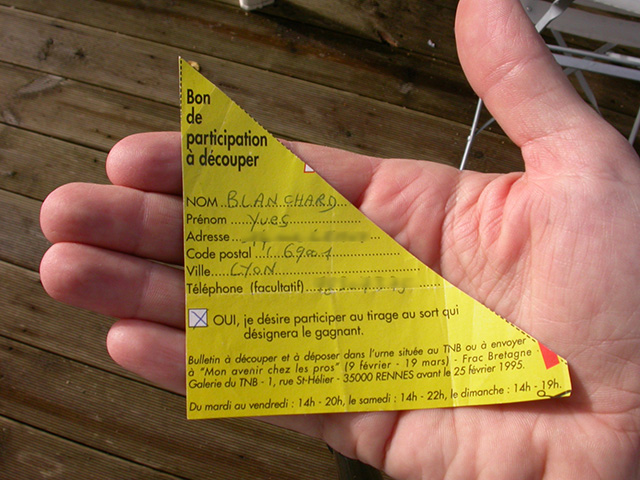 Bon
de
participation
à découper
NOM...BLANCHARD...
Prénom....Yves
Adresse
Code postal...69001
Ville....LYON
Téléphone (facultatif)
OUI, je désire participer au tirage au sort qui
désignera le gagnant.
Bulletin à découper et à déposer dans l'urne située au TNB ou à envoyer
à "Mon avenir chez les pros" (9 février - 19 mars) - Frac Bretagne
Galerie du TNB - 1, rue St-Hélier - 35000 RENNES avant le 25 février 1995.
Du mardi au vendredi : 14h - 20h, le samedi : 14h - 22h, le dimanche : 14h - 19h.